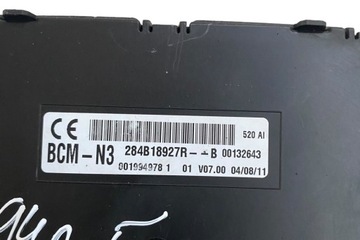 CE
520 AI
BCM - N3 284B18927R--B 00132643
001994978 1 01 V07.00 04/08/11